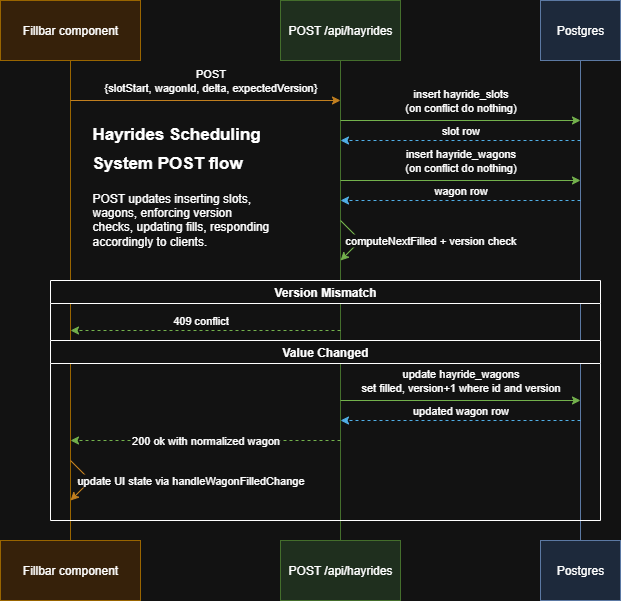 Fillbar component
POST /api/hayrides
Postgres
POST
{slotStart, wagonId, delta, expectedVersion}
insert hayride_slots
(on conflict do nothing)
slot row
Hayrides Scheduling
System POST flow
insert hayride_wagons
(on conflict do nothing)
wagon row
POST updates inserting slots,
wagons, enforcing version
checks, updating fills, responding
accordingly to clients.
computeNextFilled + version check
Version Mismatch
409 conflict
Value Changed
update hayride_wagons
set filled, version+1 where id and version
updated wagon row
200 ok with normalized wagon
update UI state via handleWagonFilledChange
Fillbar component
POST /api/hayrides
Postgres